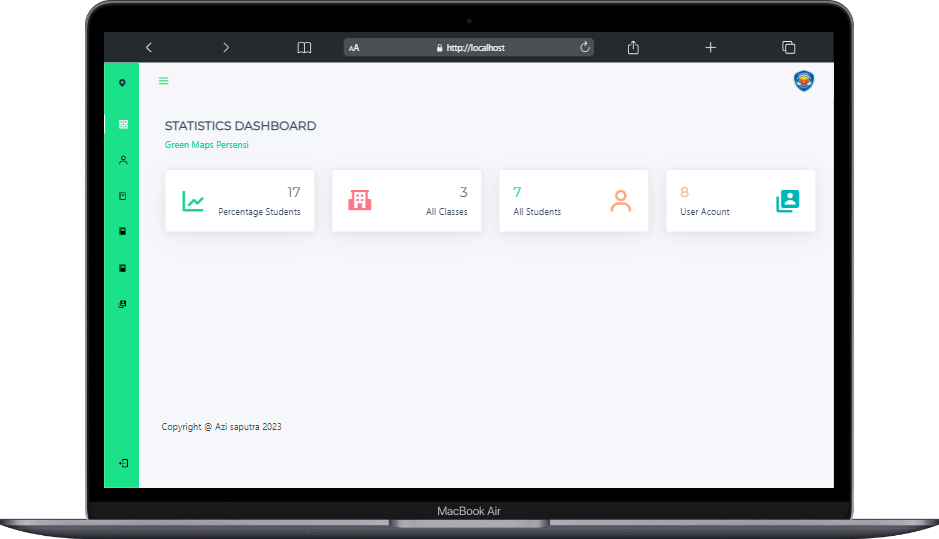 AA
http://localhost
STATISTICS DASHBOARD
Green Maps Persensi
17
Percentage Students
3
All Classes
7
All Students
8
User Acount
Copyright @ Azi saputra 2023
MacBook Air